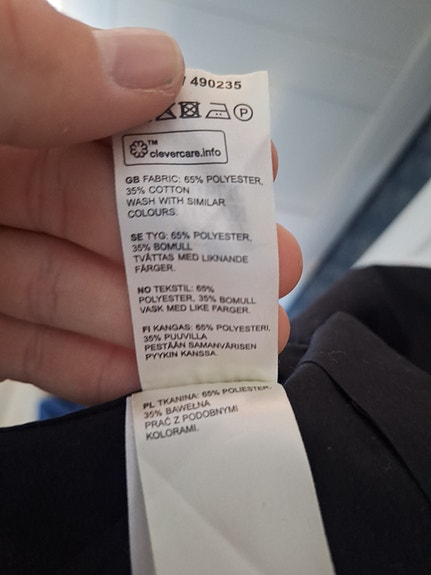 490235
P
TM
clevercare.info
GB FABRIC: 65% POLYESTER,
35% COTTON
WASH WITH SIMILAR
COLOURS.
SE TYG: 65% POLYESTER,
35% BOMULL
TVÄTTAS MED LIKNANDE
FÄRGER.
NO TEKSTIL: 65%
POLYESTER, 35% BOMULL
VASK MED LIKE FARGER.
FI KANGAS: 65% POLYESTERI,
35% PUUVILLA
PESTÄÄN SAMANVÄRISEN
PYYKIN KANSSA.
PL TKANINA: 65% POLIESTER,
35% BAWEŁNA
PRAĆ Z PODOBNYMI
KOLORAMI.